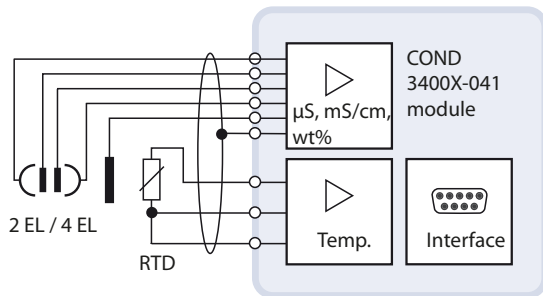 COND
3400X-041
module
µS, mS/cm,
wt%
2 EL / 4 EL
RTD
Temp.
Interface